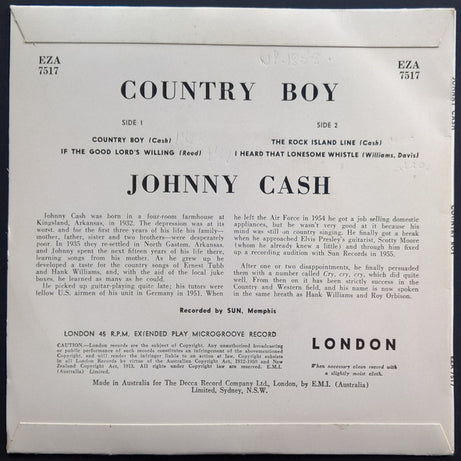 EZA
7517
EZA
7517
COUNTRY BOY
SIDE 1
COUNTRY BOY (Cash)
IF THE GOOD LORD'S WILLING (Reed)
SIDE 2
THE ROCK ISLAND LINE (Cash)
I HEARD THAT LONESOME WHISTLE (Williams, Davis)
JOHNNY CASH
Johnny Cash was born in a four-room farmhouse at
Kingsland, Arkansas, in 1932. The depression was at its
worst, and for the first three years of his life his family—
mother, father, sister and two brothers—were desperately
poor. In 1935 they re-settled in North Gastem, Arkansas,
and Johnny spent the next fifteen years of his life there,
learning songs from his mother. As he grew up he
developed a taste for the country songs of Ernest Tubb
and Hank Williams, and with the aid of the local juke
boxes, he learned as many as he could.
He picked up guitar-playing quite late; his tutors were
fellow U.S. airmen of his unit in Germany in 1951. When
he left the Air Force in 1954 he got a job selling domestic
appliances, but he wasn't very good at it because his
mind was still on country singing. He finally got a break
when he approached Elvis Presley's guitarist, Scotty Moore
(whom he already knew a little) and through him he
fixed up a recording audition with Sun Records in 1955.
After one or two disappointments, he finally persuaded
them with a number called Cry, cry, cry, which did quite
well. From then on it has been strictly success in the
Country and Western field, and his name is now spoken
in the same breath as Hank Williams and Roy Orbison.
Recorded by SUN, Memphis
LONDON 45 R.P.M. EXTENDED PLAY MICROGROOVE RECORD
CAUTION.—London records are the subject of Copyright. Any unauthorised broadcasting
or public performance of such records constitutes an infringement of the abovementioned
Copyright, and will render the infringer liable to an action at law. Copyright subsists
in all London Records by virtue of the Australian Copyright Acts, 1912-1950 and New
Zealand Copyright Act, 1913. All rights under Copyright law are reserved. E.M.I.
(Australia) Limited.
LONDON
When necessary clean record with
a slightly moist cloth.
Made in Australia for The Decca Record Company Ltd., London, by E.M.I. (Australia)
Limited, Sydney, N.S.W.